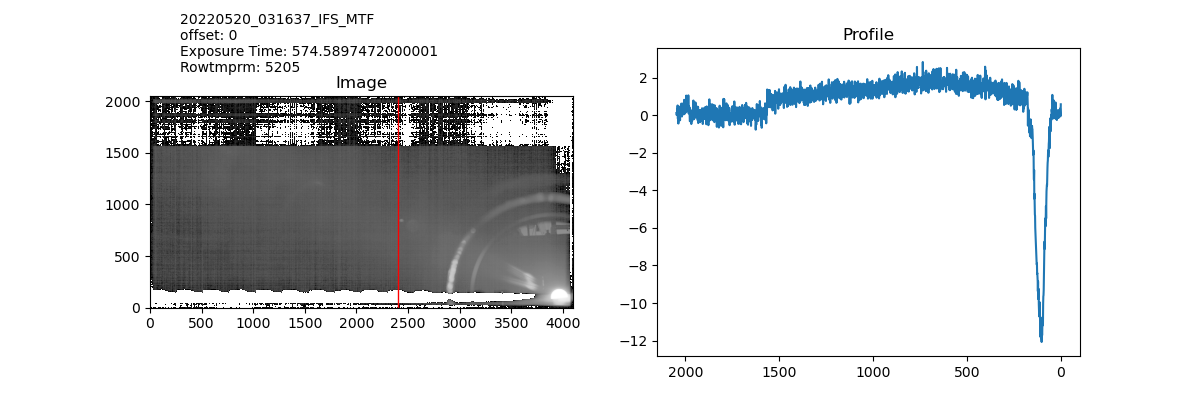 20220520_031637_IFS_MTF
offset: 0
Exposure Time: 574.5897472000001
Rowtmprm: 5205
Image
2000
1500
1000
500
0
0 500 1000 1500 2000 2500 3000 3500 4000
Profile
2
0
−2
−4
−6
−8
−10
−12
2000 1500 1000 500 0